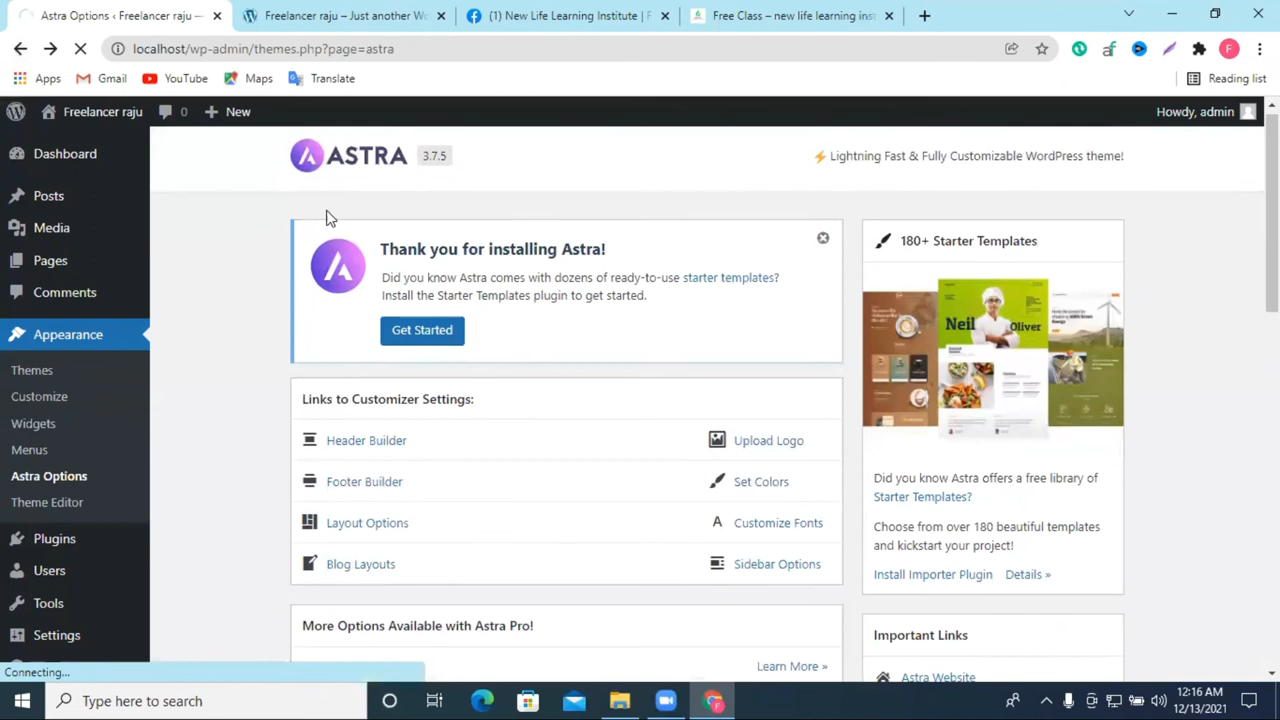 Astra Options ‹ Freelancer raju —
Freelancer raju – Just another W
(1) New Life Learning Institute | F
Free Class – new life learning inst
localhost/wp-admin/themes.php?page=astra
Apps
Gmail
YouTube
Maps
Translate
Reading list
Freelancer raju
0
New
Howdy, admin
Dashboard
Posts
Media
Pages
Comments
Appearance
Themes
Customize
Widgets
Menus
Astra Options
Theme Editor
Plugins
Users
Tools
Settings
ASTRA 3.7.5
⚡ Lightning Fast & Fully Customizable WordPress theme!
Thank you for installing Astra!
Did you know Astra comes with dozens of ready-to-use starter templates?
Install the Starter Templates plugin to get started.
Get Started
Links to Customizer Settings:
Header Builder
Upload Logo
Footer Builder
Set Colors
Layout Options
Customize Fonts
Blog Layouts
Sidebar Options
More Options Available with Astra Pro!
Learn More »
180+ Starter Templates
Neil
Oliver
Did you know Astra offers a free library of
Starter Templates?
Choose from over 180 beautiful templates
and kickstart your project!
Install Importer Plugin Details »
Important Links
Astra Website
Connecting...
Type here to search
12:16 AM
12/13/2021